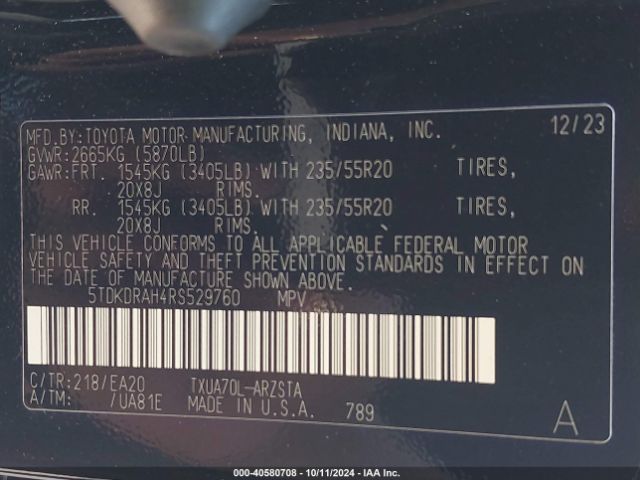 MFD.BY:TOYOTA MOTOR MANUFACTURING, INDIANA, INC. 12/23
GVWR:2665KG (5870LB)
GAWR:FRT. 1545KG (3405LB) WITH 235/55R20 TIRES,
20X8J RIMS.
RR. 1545KG (3405LB) WITH 235/55R20 TIRES,
20X8J RIMS.
THIS VEHICLE CONFORMS TO ALL APPLICABLE FEDERAL MOTOR
VEHICLE SAFETY AND THEFT PREVENTION STANDARDS IN EFFECT ON
THE DATE OF MANUFACTURE SHOWN ABOVE.
5TDKDRAH4RS529760 MPV
C/TR:218/EA20 TXUA70L-ARZSTA
A/TM: /UA81E MADE IN U.S.A. 789 A
000-40580708 - 10/11/2024 - IAA Inc.